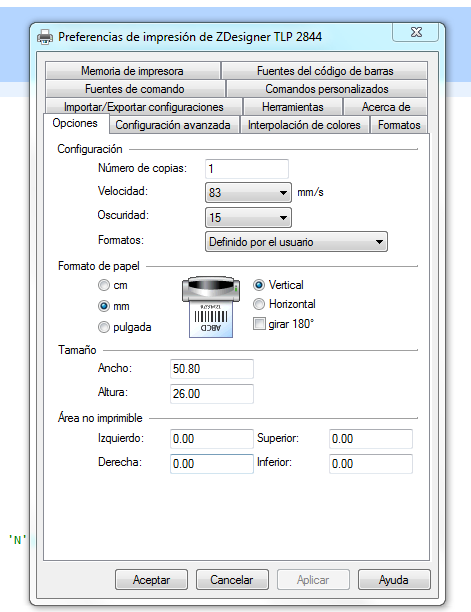 Preferencias de impresión de ZDesigner TLP 2844
Memoria de impresora Fuentes del código de barras
Fuentes de comando Comandos personalizados
Importar/Exportar configuraciones Herramientas Acerca de
Opciones Configuración avanzada Interpolación de colores Formatos
Configuración
Número de copias: 1
Velocidad: 83 mm/s
Oscuridad: 15
Formatos: Definido por el usuario
Formato de papel
cm Vertical
mm Horizontal
pulgada girar 180°
ABCD
Tamaño
Ancho: 50.80
Altura: 26.00
Área no imprimible
Izquierdo: 0.00 Superior: 0.00
Derecha: 0.00 Inferior: 0.00
'N'
Aceptar Cancelar Aplicar Ayuda